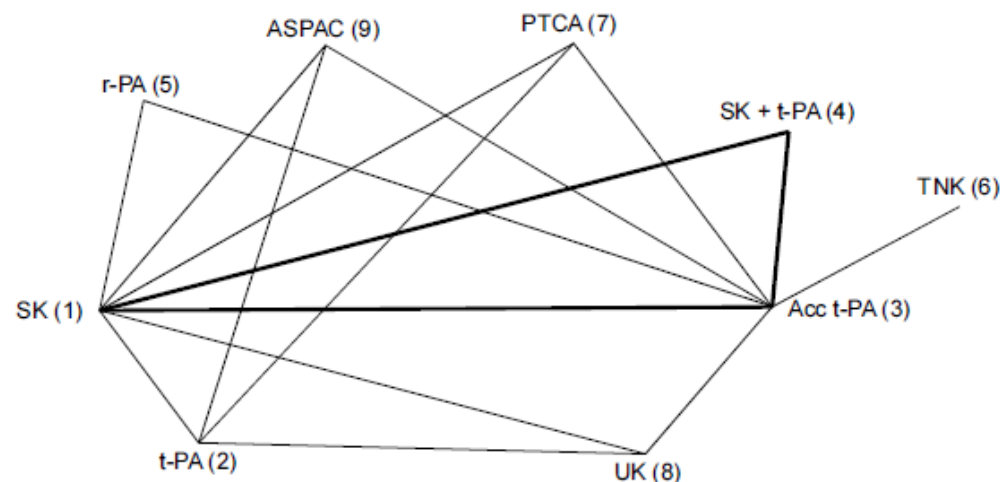 ASPAC (9)
PTCA (7)
r-PA (5)
SK + t-PA (4)
TNK (6)
SK (1)
Acc t-PA (3)
t-PA (2)
UK (8)